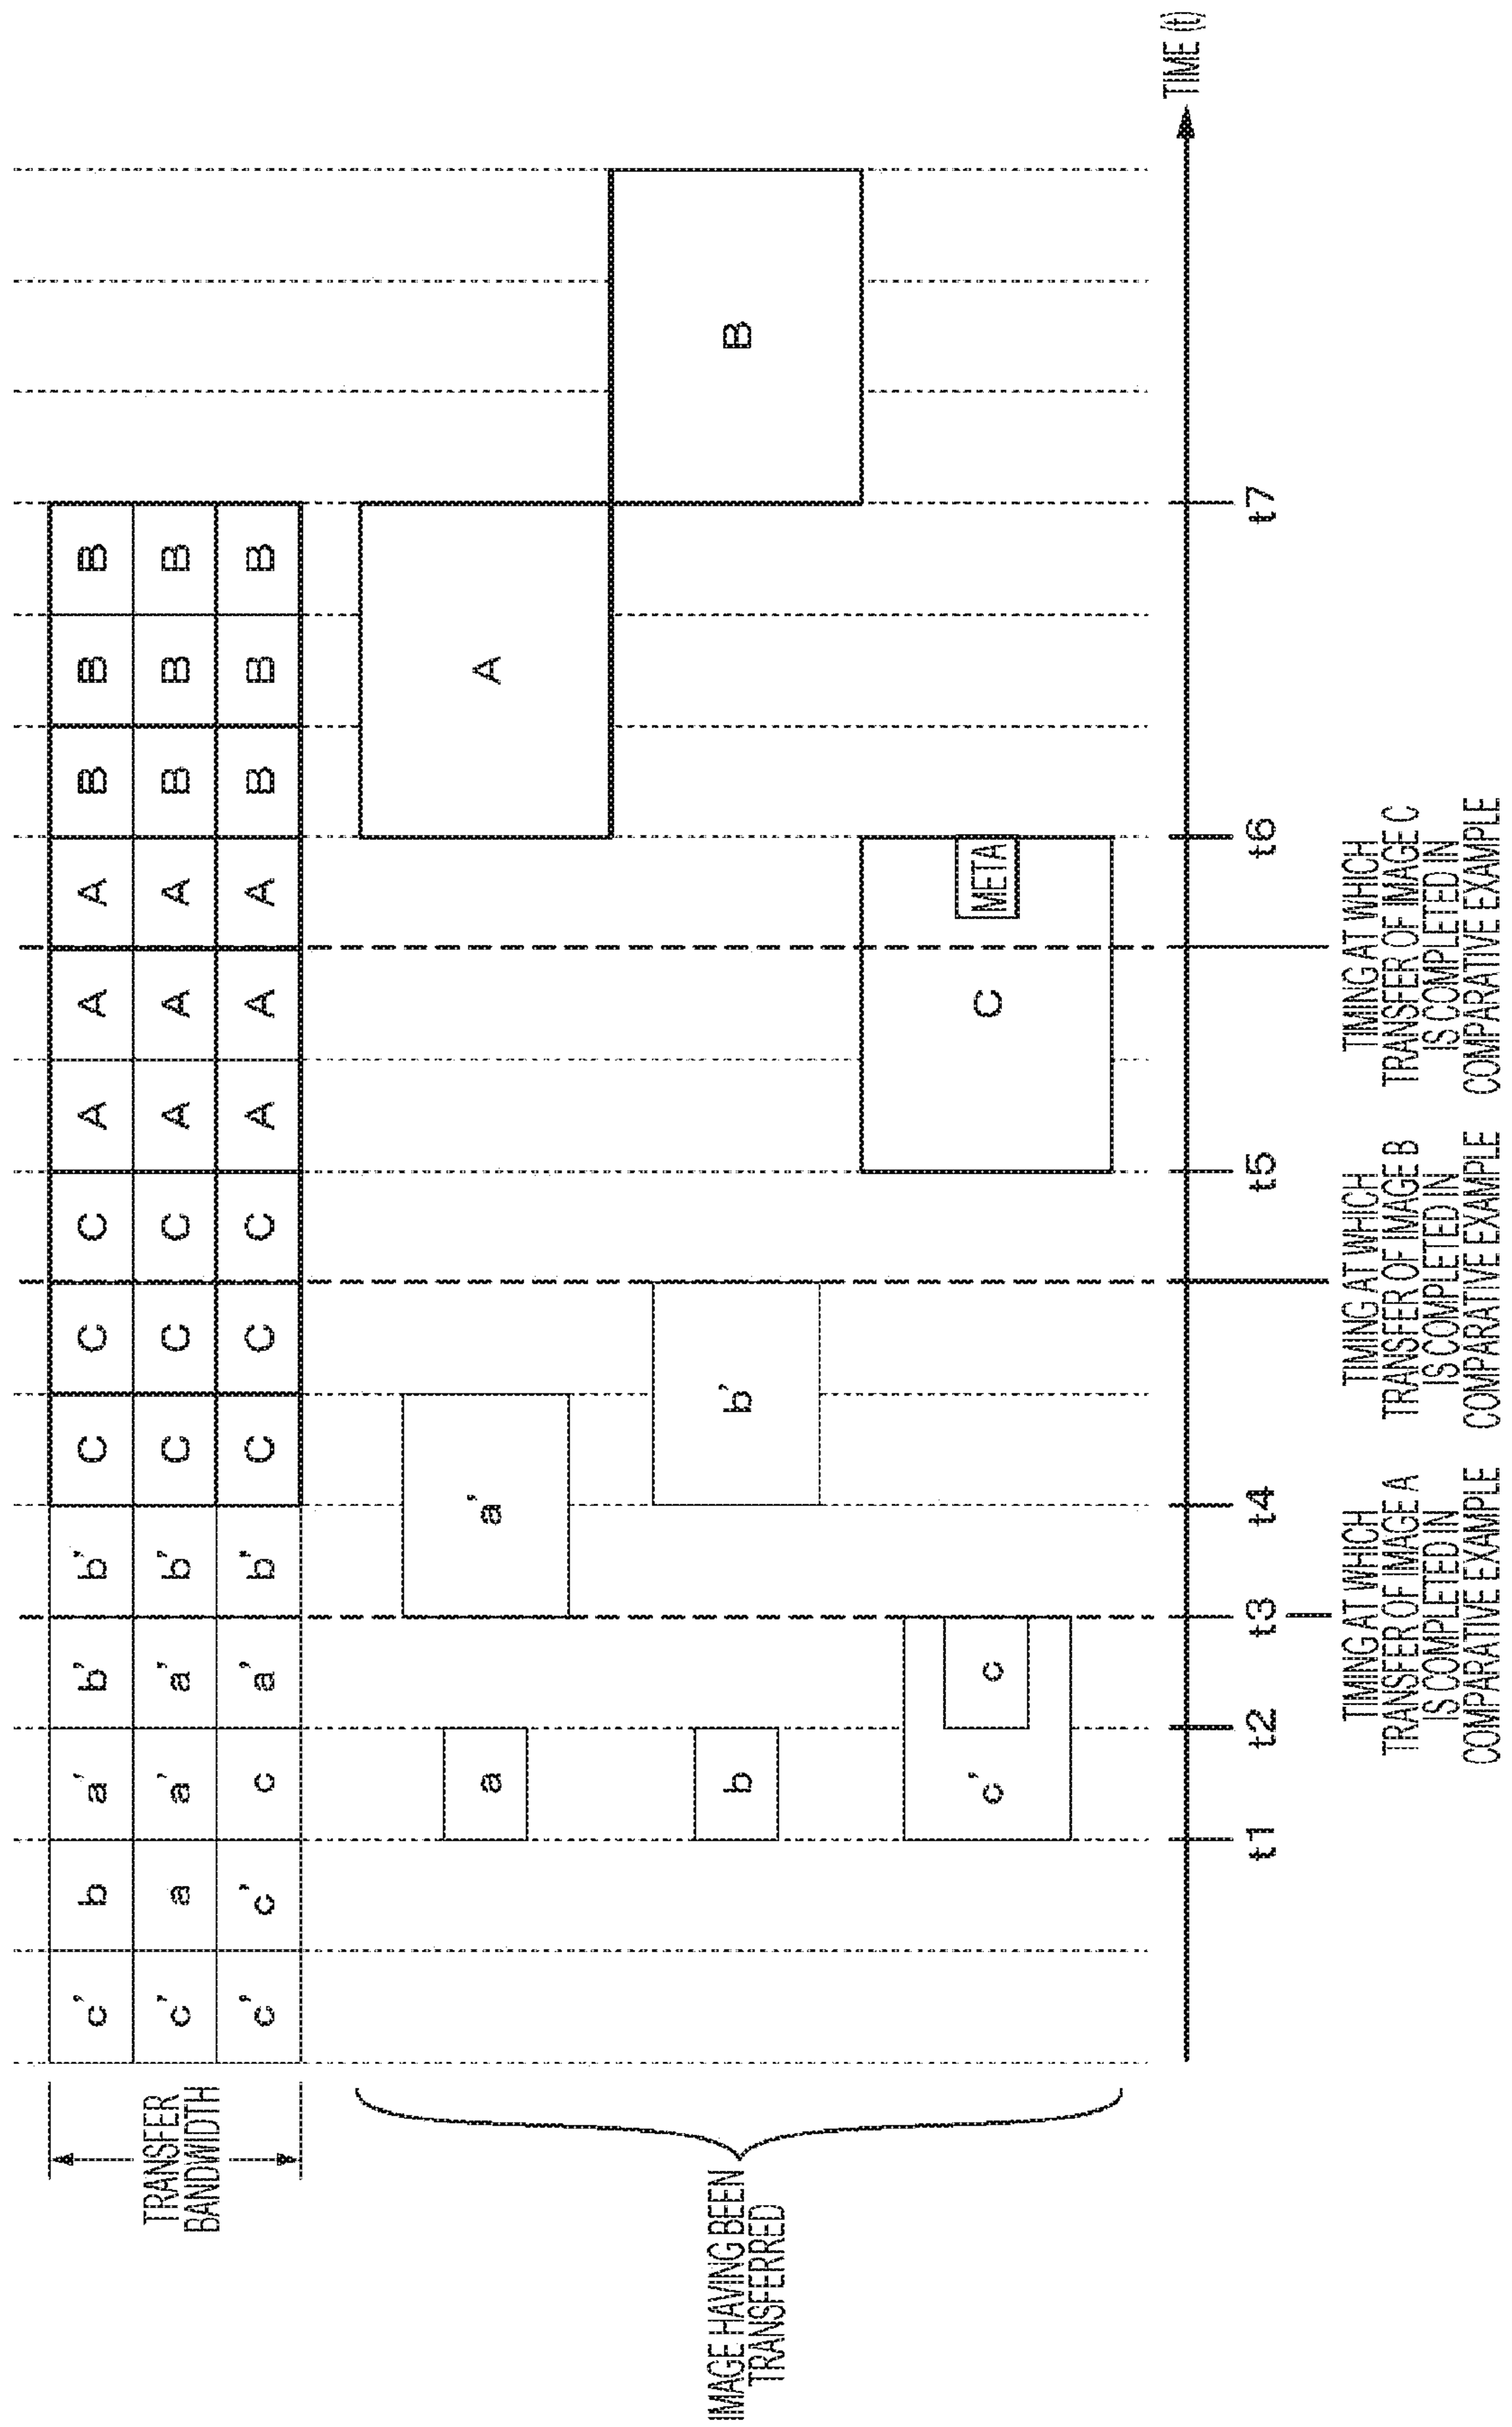 TRANSFER
BANDWIDTH
c' b a' b' b' C C C A A A B B B
c' a a' a' b' C C C A A A B B B
c' c' c a' b' C C C A A A B B B
IMAGE HAVING BEEN
TRANSFERRED
a a' A
b b' B
c' c C META
TIME (t)
t1 t2 t3 t4 t5 t6 t7
TIMING AT WHICH
TRANSFER OF IMAGE A
IS COMPLETED IN
COMPARATIVE EXAMPLE
TIMING AT WHICH
TRANSFER OF IMAGE B
IS COMPLETED IN
COMPARATIVE EXAMPLE
TIMING AT WHICH
TRANSFER OF IMAGE C
IS COMPLETED IN
COMPARATIVE EXAMPLE